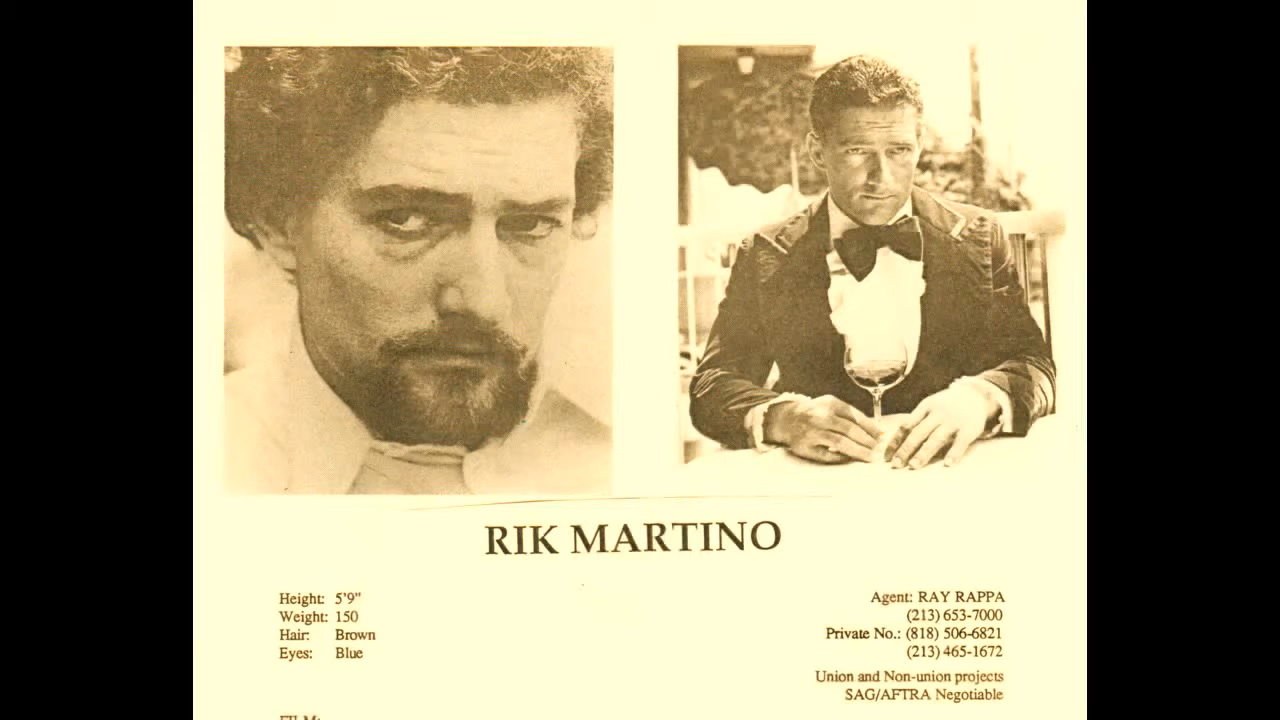 RIK MARTINO
Height: 5'9"
Weight: 150
Hair: Brown
Eyes: Blue
Agent: RAY RAPPA
(213) 653-7000
Private No.: (818) 506-6821
(213) 465-1672
Union and Non-union projects
SAG/AFTRA Negotiable
FILM: